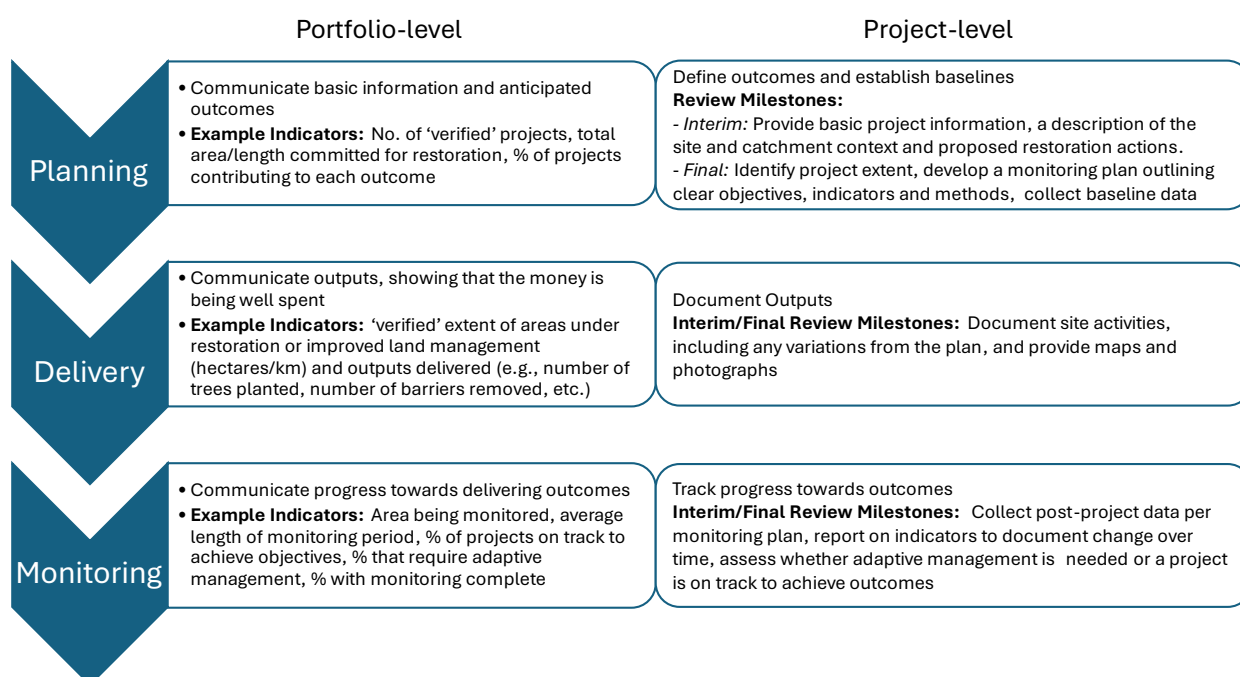 Portfolio-level
Project-level
Planning
• Communicate basic information and anticipated
outcomes
• Example Indicators: No. of ‘verified’ projects, total
area/length committed for restoration, % of projects
contributing to each outcome
Define outcomes and establish baselines
Review Milestones:
- Interim: Provide basic project information, a description of the
site and catchment context and proposed restoration actions.
- Final: Identify project extent, develop a monitoring plan outlining
clear objectives, indicators and methods, collect baseline data
Delivery
• Communicate outputs, showing that the money is
being well spent
• Example Indicators: ‘verified’ extent of areas under
restoration or improved land management
(hectares/km) and outputs delivered (e.g., number of
trees planted, number of barriers removed, etc.)
Document Outputs
Interim/Final Review Milestones: Document site activities,
including any variations from the plan, and provide maps and
photographs
Monitoring
• Communicate progress towards delivering outcomes
• Example Indicators: Area being monitored, average
length of monitoring period, % of projects on track to
achieve objectives, % that require adaptive
management, % with monitoring complete
Track progress towards outcomes
Interim/Final Review Milestones: Collect post-project data per
monitoring plan, report on indicators to document change over
time, assess whether adaptive management is needed or a project
is on track to achieve outcomes